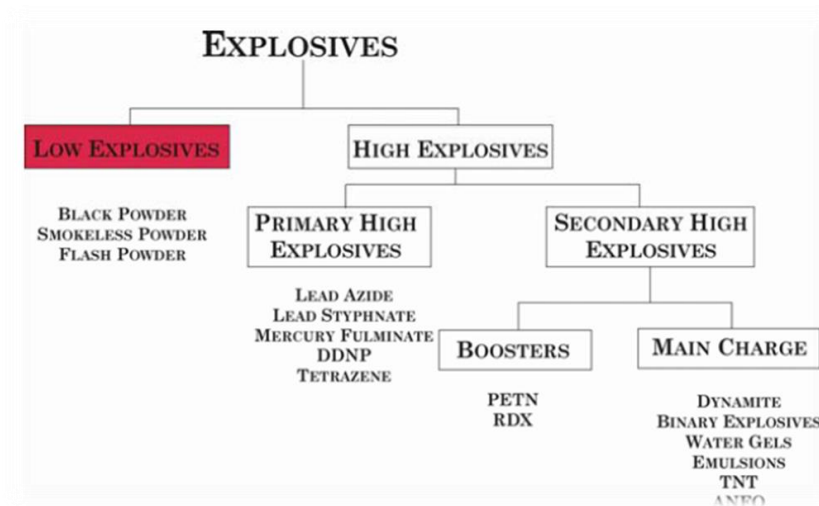 EXPLOSIVES
LOW EXPLOSIVES
HIGH EXPLOSIVES
BLACK POWDER
SMOKELESS POWDER
FLASH POWDER
PRIMARY HIGH
EXPLOSIVES
SECONDARY HIGH
EXPLOSIVES
LEAD AZIDE
LEAD STYPHNATE
MERCURY FULMINATE
DDNP
TETRAZENE
BOOSTERS
MAIN CHARGE
PETN
RDX
DYNAMITE
BINARY EXPLOSIVES
WATER GELS
EMULSIONS
TNT
ANFO